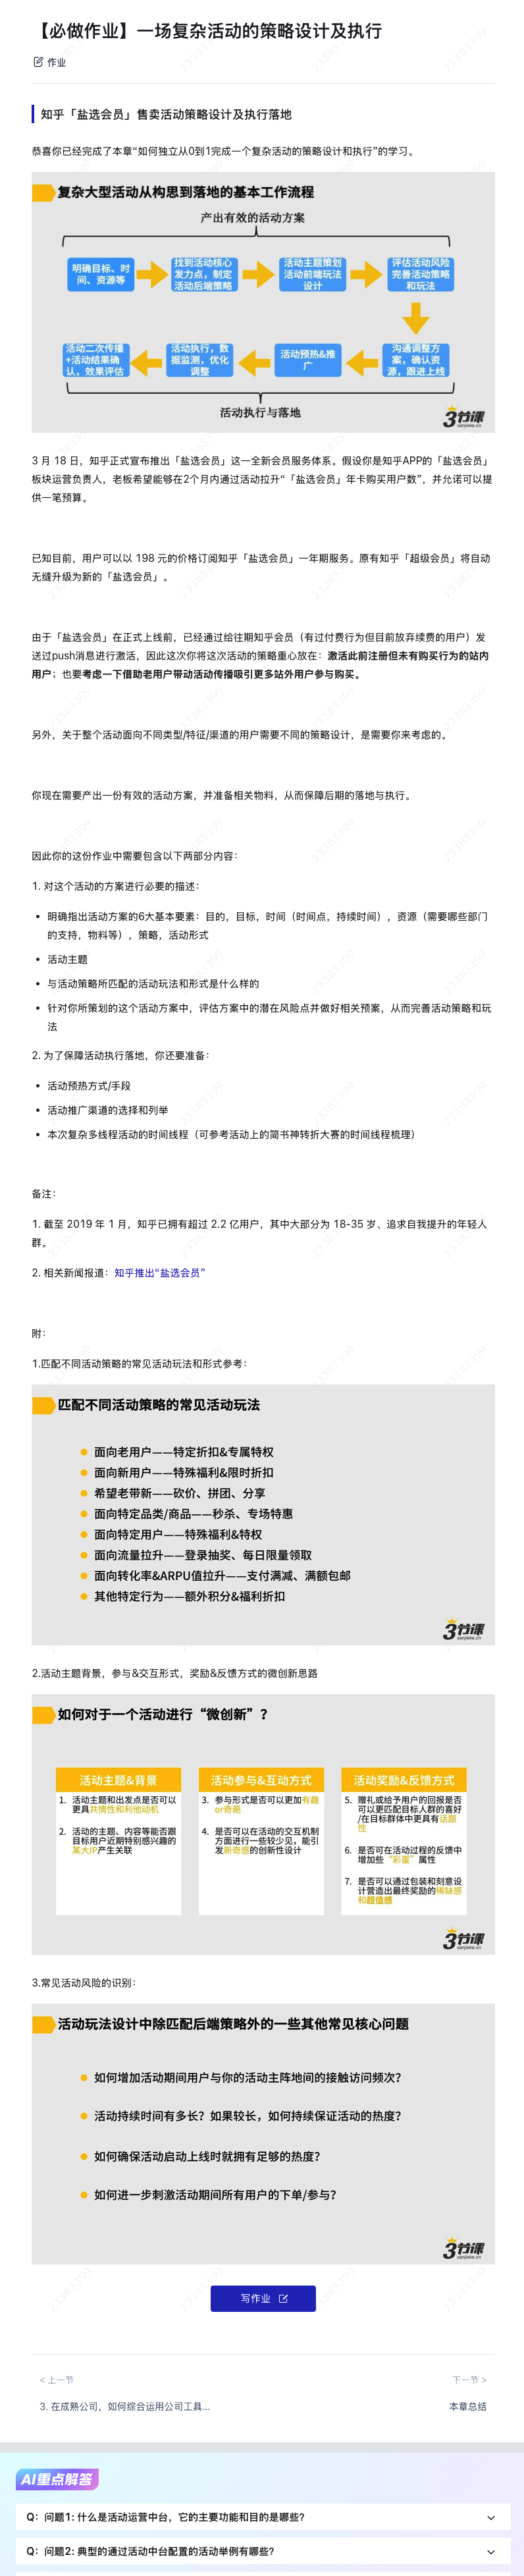 【必做作业】一场复杂活动的策略设计及执行
作业
知乎「盐选会员」售卖活动策略设计及执行落地
恭喜你已经完成了本章“如何独立从0到1完成一个复杂活动的策略设计和执行”的学习。
复杂大型活动从构思到落地的基本工作流程
产出有效的活动方案
明确目标、时
间、资源等
找到活动核心
发力点，制定
活动后端策略
活动主题策划
活动前端玩法
设计
评估活动风险
完善活动策略
和玩法
活动二次传播
+活动结果确
认，效果评估
活动执行，数
据监测，优化
调整
活动预热&推
广
沟通调整方
案，确认资
源，跟进上线
活动执行与落地
3节课
sanjieke.cn
3 月 18 日，知乎正式宣布推出「盐选会员」这一全新会员服务体系。假设你是知乎APP的「盐选会员」
板块运营负责人，老板希望能够在2个月内通过活动拉升“「盐选会员」年卡购买用户数”，并允诺可以提
供一笔预算。
已知目前，用户可以以 198 元的价格订阅知乎「盐选会员」一年期服务。原有知乎「超级会员」将自动
无缝升级为新的「盐选会员」。
由于「盐选会员」在正式上线前，已经通过给往期知乎会员（有过付费行为但目前放弃续费的用户）发
送过push消息进行激活，因此这次你将这次活动的策略重心放在：激活此前注册但未有购买行为的站内
用户；也要考虑一下借助老用户带动活动传播吸引更多站外用户参与购买。
另外，关于整个活动面向不同类型/特征/渠道的用户需要不同的策略设计，是需要你来考虑的。
你现在需要产出一份有效的活动方案，并准备相关物料，从而保障后期的落地与执行。
因此你的这份作业中需要包含以下两部分内容：
1. 对这个活动的方案进行必要的描述：
• 明确指出活动方案的6大基本要素：目的，目标，时间（时间点，持续时间），资源（需要哪些部门
的支持，物料等），策略，活动形式
• 活动主题
• 与活动策略所匹配的活动玩法和形式是什么样的
• 针对你所策划的这个活动方案中，评估方案中的潜在风险点并做好相关预案，从而完善活动策略和玩
法
2. 为了保障活动执行落地，你还要准备：
• 活动预热方式/手段
• 活动推广渠道的选择和列举
• 本次复杂多线程活动的时间线程（可参考活动上的简书神转折大赛的时间线程梳理）
备注：
1. 截至 2019 年 1 月，知乎已拥有超过 2.2 亿用户，其中大部分为 18-35 岁、追求自我提升的年轻人
群。
2. 相关新闻报道：知乎推出“盐选会员”
附：
1.匹配不同活动策略的常见活动玩法和形式参考：
匹配不同活动策略的常见活动玩法
面向老用户——特定折扣&专属特权
面向新用户——特殊福利&限时折扣
希望老带新——砍价、拼团、分享
面向特定品类/商品——秒杀、专场特惠
面向特定用户——特殊福利&特权
面向流量拉升——登录抽奖、每日限量领取
面向转化率&ARPU值拉升——支付满减、满额包邮
其他特定行为——额外积分&福利折扣
3节课
sanjieke.cn
2.活动主题背景，参与&交互形式，奖励&反馈方式的微创新思路
如何对于一个活动进行“微创新”？
活动主题&背景
1. 活动主题和出发点是否可以
更具共情性和利他动机
2. 活动的主题、内容等能否跟
目标用户近期特别感兴趣的
某大IP产生关联
活动参与&互动方式
3. 参与形式是否可以更加有趣
or奇葩
4. 是否可以在活动的交互机制
方面进行一些较少见，能引
发新奇感的创新性设计
活动奖励&反馈方式
5. 赠礼或给予用户的回报是否
可以更匹配目标人群的喜好
/在目标群体中更具有话题
性
6. 是否可在活动过程的反馈中
增加些“彩蛋”属性
7. 是否可以通过包装和刻意设
计营造出最终奖励的稀缺感
和超值感
3节课
sanjieke.cn
3.常见活动风险的识别：
活动玩法设计中除匹配后端策略外的一些其他常见核心问题
如何增加活动期间用户与你的活动主阵地间的接触访问频次？
活动持续时间有多长？如果较长，如何持续保证活动的热度？
如何确保活动启动上线时就拥有足够的热度？
如何进一步刺激活动期间所有用户的下单/参与？
3节课
sanjieke.cn
写作业
< 上一节
下一节 >
3. 在成熟公司，如何综合运用公司工具...
本章总结
AI重点解答
Q：问题1: 什么是活动运营中台，它的主要功能和目的是哪些?
Q：问题2: 典型的通过活动中台配置的活动举例有哪些?